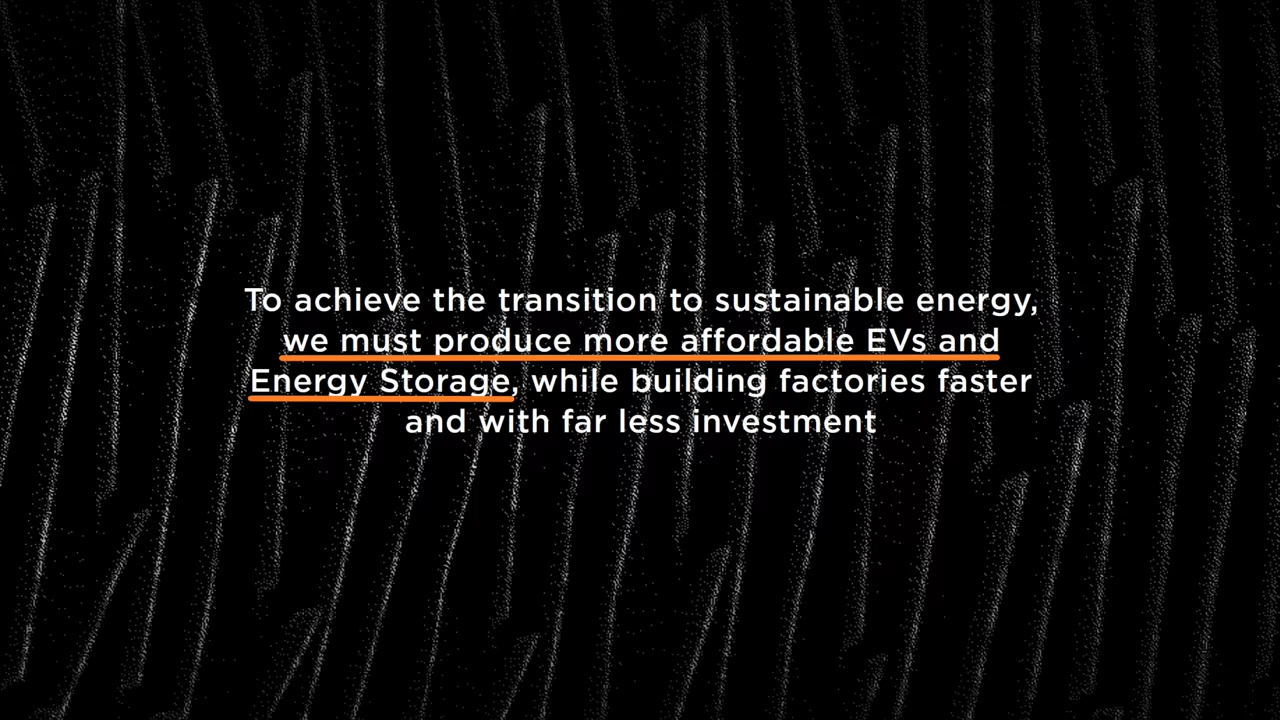 To achieve the transition to sustainable energy,
we must produce more affordable EVs and
Energy Storage, while building factories faster
and with far less investment